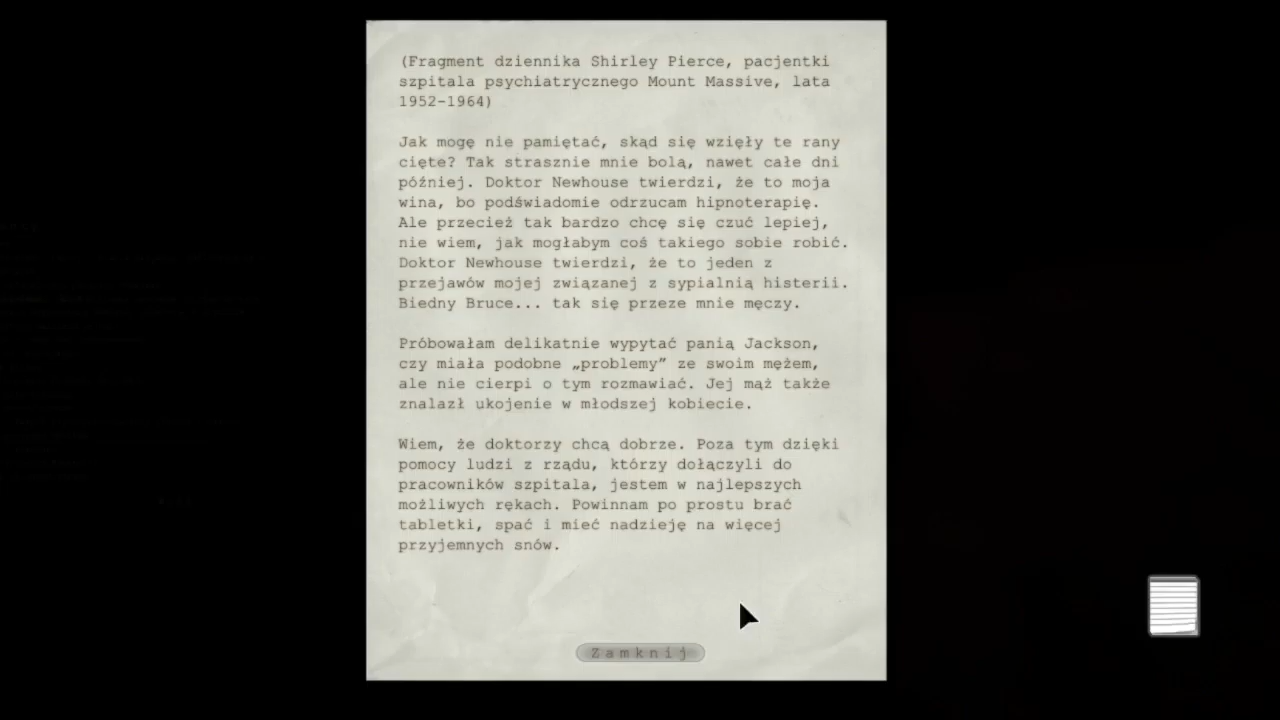 (Fragment dziennika Shirley Pierce, pacjentki
szpitala psychiatrycznego Mount Massive, lata
1952-1964)
Jak mogę nie pamiętać, skąd się wzięły te rany
cięte? Tak strasznie mnie bolą, nawet całe dni
później. Doktor Newhouse twierdzi, że to moja
wina, bo podświadomie odrzucam hipnoterapię.
Ale przecież tak bardzo chcę się czuć lepiej,
nie wiem, jak mogłabym coś takiego sobie robić.
Doktor Newhouse twierdzi, że to jeden z
przejawów mojej związanej z sypialnią histerii.
Biedny Bruce... tak się przeze mnie męczy.
Próbowałam delikatnie wypytać panią Jackson,
czy miała podobne „problemy” ze swoim mężem,
ale nie cierpi o tym rozmawiać. Jej mąż także
znalazł ukojenie w młodszej kobiecie.
Wiem, że doktorzy chcą dobrze. Poza tym dzięki
pomocy ludzi z rządu, którzy dołączyli do
pracowników szpitala, jestem w najlepszych
możliwych rękach. Powinnam po prostu brać
tabletki, spać i mieć nadzieję na więcej
przyjemnych snów.
Zamknij